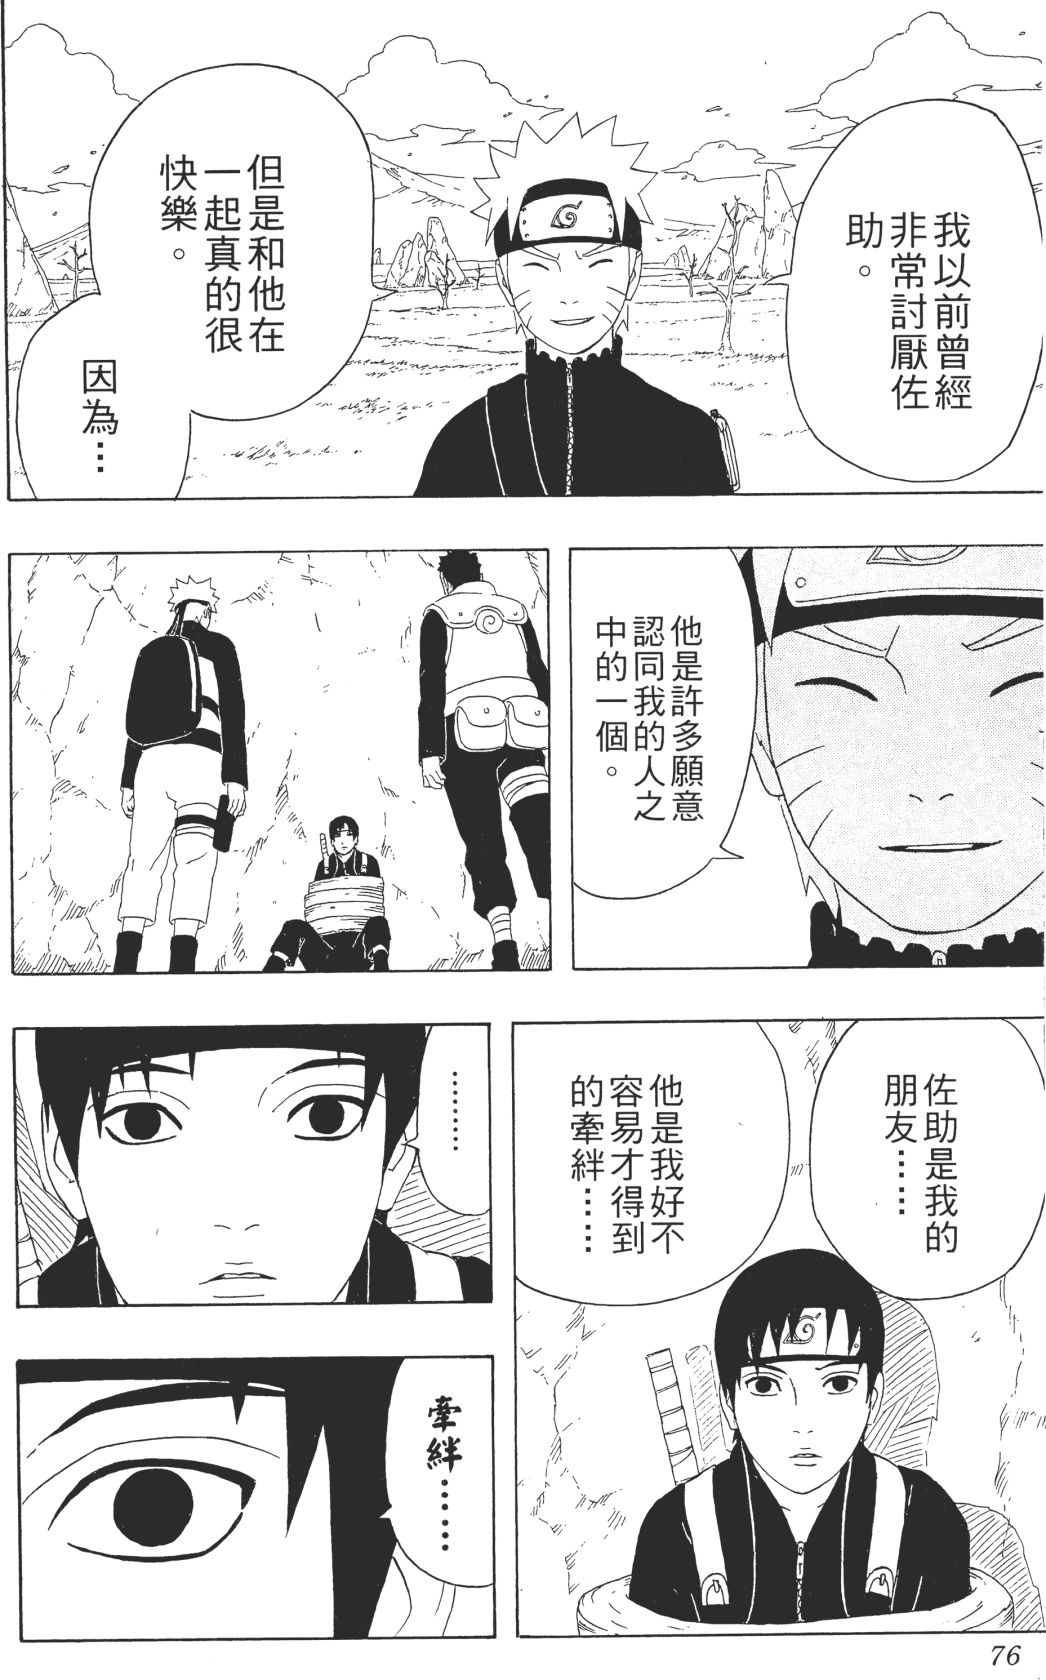 我以前曾經
非常討厭佐
助。
但是和他在
一起真的很
快樂。
因為…
他是許多願意
認同我的人之
中的一個。
佐助是我的
朋友……
他是我好不
容易才得到
的牽絆……
………
牽絆……
76